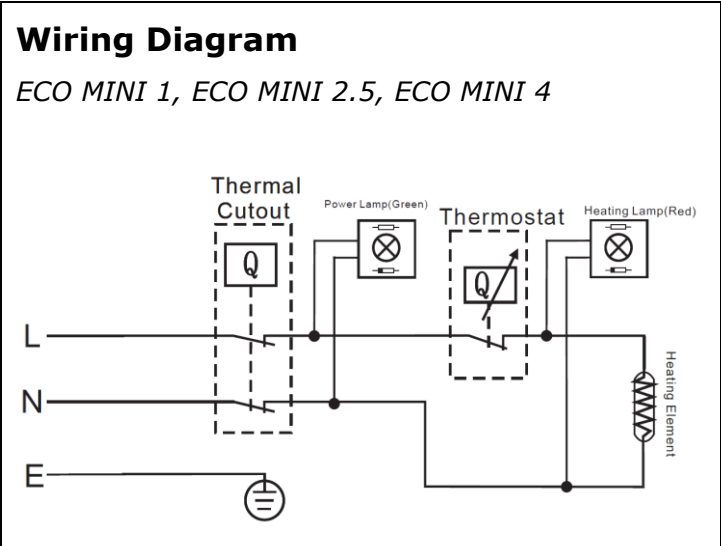 Wiring Diagram
ECO MINI 1, ECO MINI 2.5, ECO MINI 4
Thermal
Cutout
Power Lamp(Green)
Thermostat
Heating Lamp(Red)
Q
Q
L
N
E
Heating Element